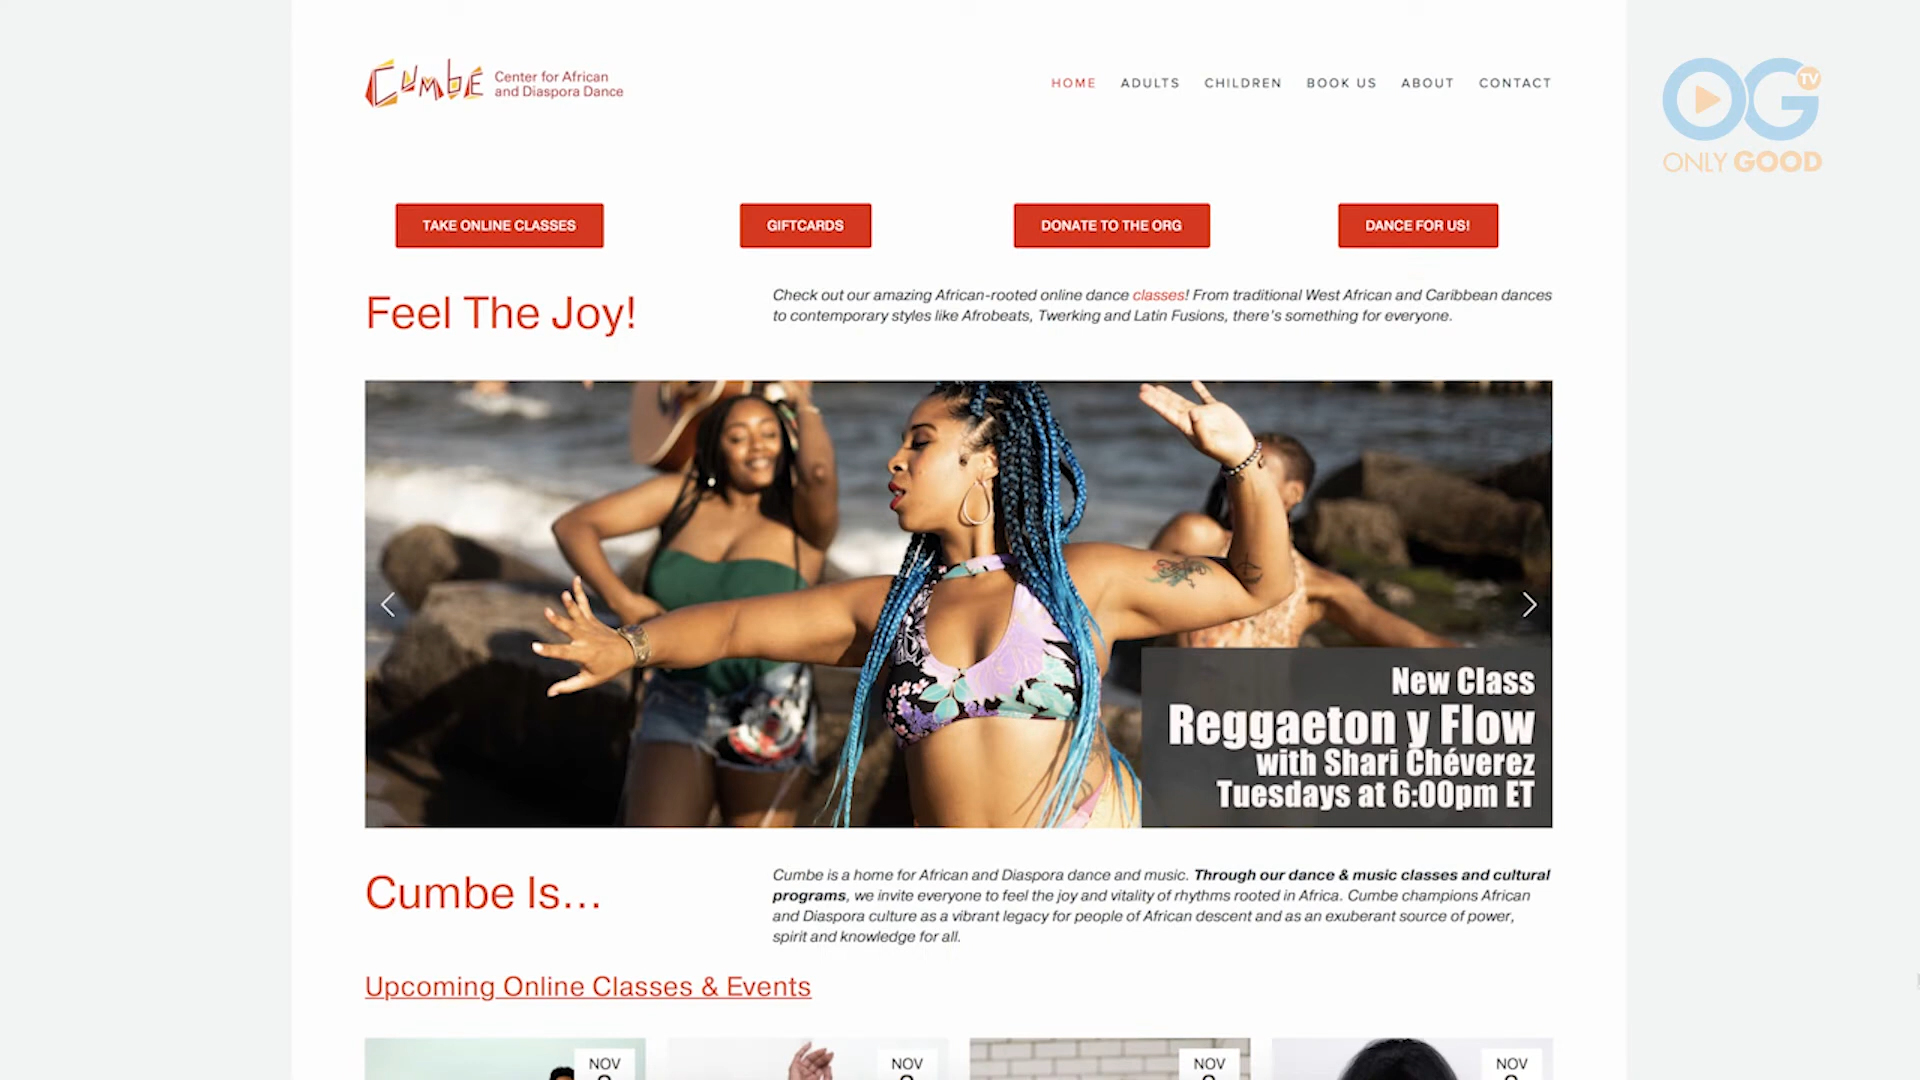 Cumbe Center for African
and Diaspora Dance
HOME ADULTS CHILDREN BOOK US ABOUT CONTACT
OG TV
ONLY GOOD
TAKE ONLINE CLASSES GIFTCARDS DONATE TO THE ORG DANCE FOR US!
Feel The Joy!
Check out our amazing African-rooted online dance classes! From traditional West African and Caribbean dances
to contemporary styles like Afrobeats, Twerking and Latin Fusions, there's something for everyone.
New Class
Reggaeton y Flow
with Shari Chéverez
Tuesdays at 6:00pm ET
Cumbe Is...
Cumbe is a home for African and Diaspora dance and music. Through our dance & music classes and cultural
programs, we invite everyone to feel the joy and vitality of rhythms rooted in Africa. Cumbe champions African
and Diaspora culture as a vibrant legacy for people of African descent and as an exuberant source of power,
spirit and knowledge for all.
Upcoming Online Classes & Events
NOV NOV NOV NOV